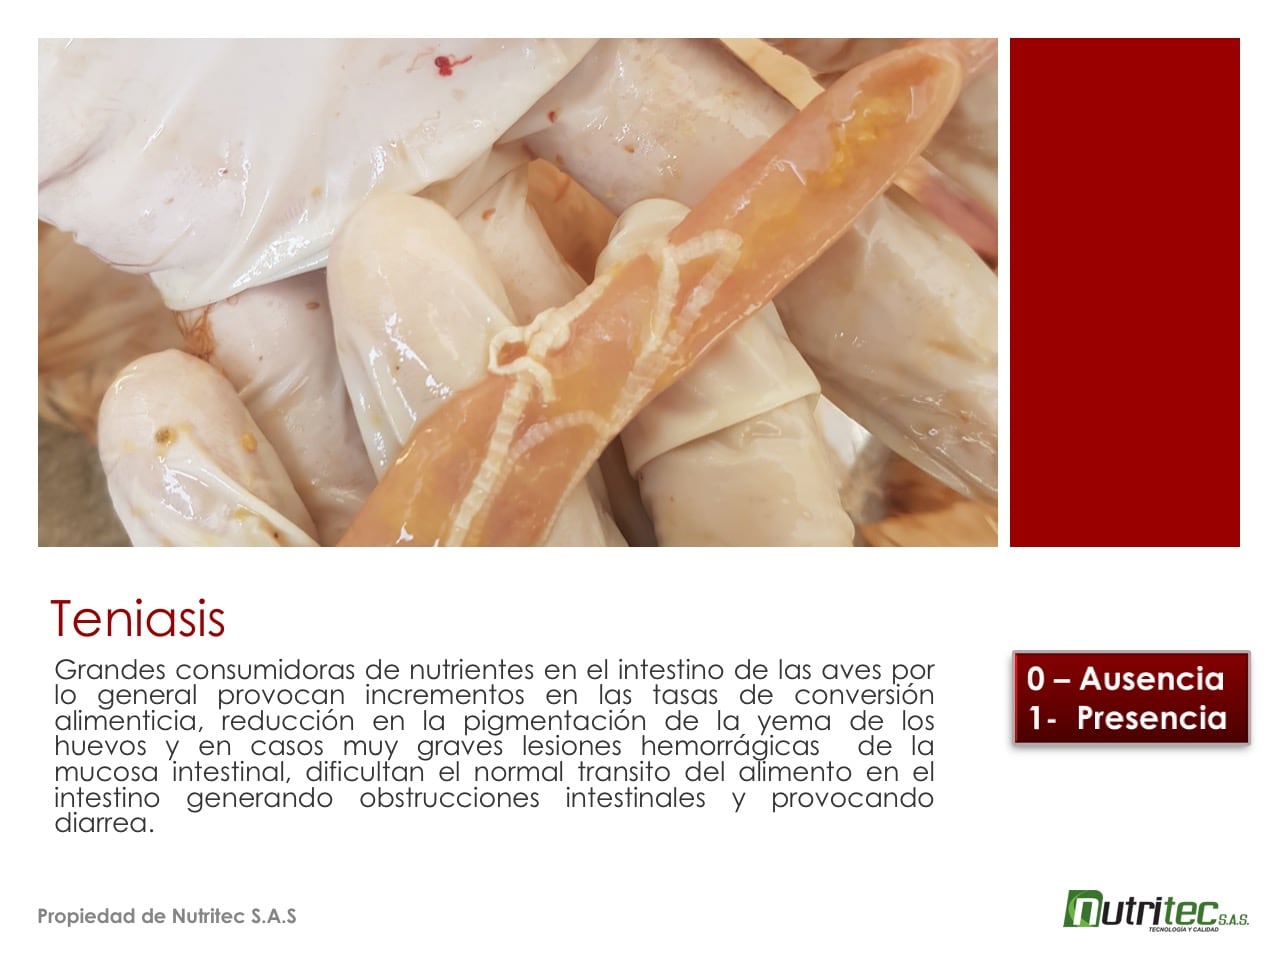 Teniasis
Grandes consumidoras de nutrientes en el intestino de las aves por
lo general provocan incrementos en las tasas de conversión
alimenticia, reducción en la pigmentación de la yema de los
huevos y en casos muy graves lesiones hemorrágicas de la
mucosa intestinal, dificultan el normal transito del alimento en el
intestino generando obstrucciones intestinales y provocando
diarrea.
0 – Ausencia
1- Presencia
Propiedad de Nutritec S.A.S
nutritec S.A.S.
TECNOLOGÍA Y CALIDAD